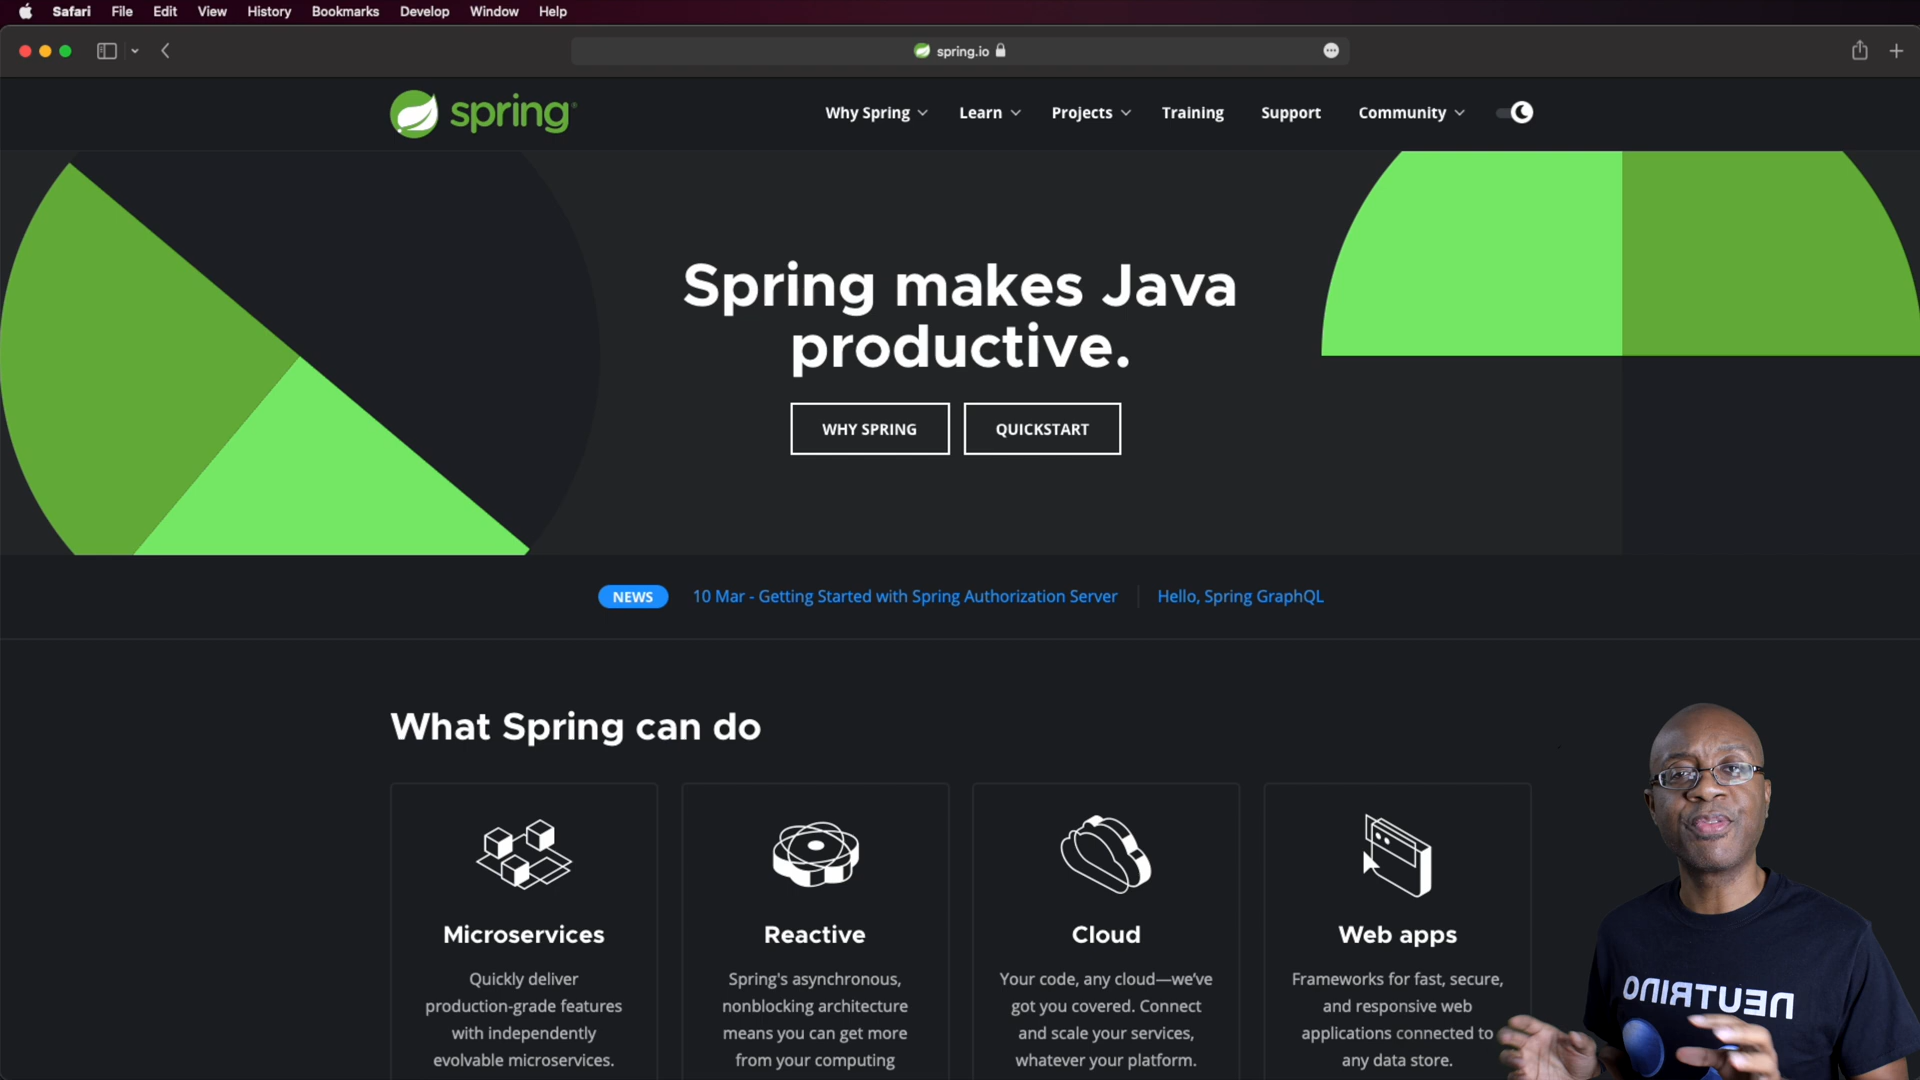 Safari File Edit View History Bookmarks Develop Window Help
spring.io
spring
Why Spring Learn Projects Training Support Community
Spring makes Java
productive.
WHY SPRING QUICKSTART
NEWS 10 Mar - Getting Started with Spring Authorization Server Hello, Spring GraphQL
What Spring can do
Microservices
Quickly deliver
production-grade features
with independently
evolvable microservices.
Reactive
Spring's asynchronous,
nonblocking architecture
means you can get more
from your computing
Cloud
Your code, any cloud—we've
got you covered. Connect
and scale your services,
whatever your platform.
Web apps
Frameworks for fast, secure,
and responsive web
applications connected to
any data store.
NEUTRINO